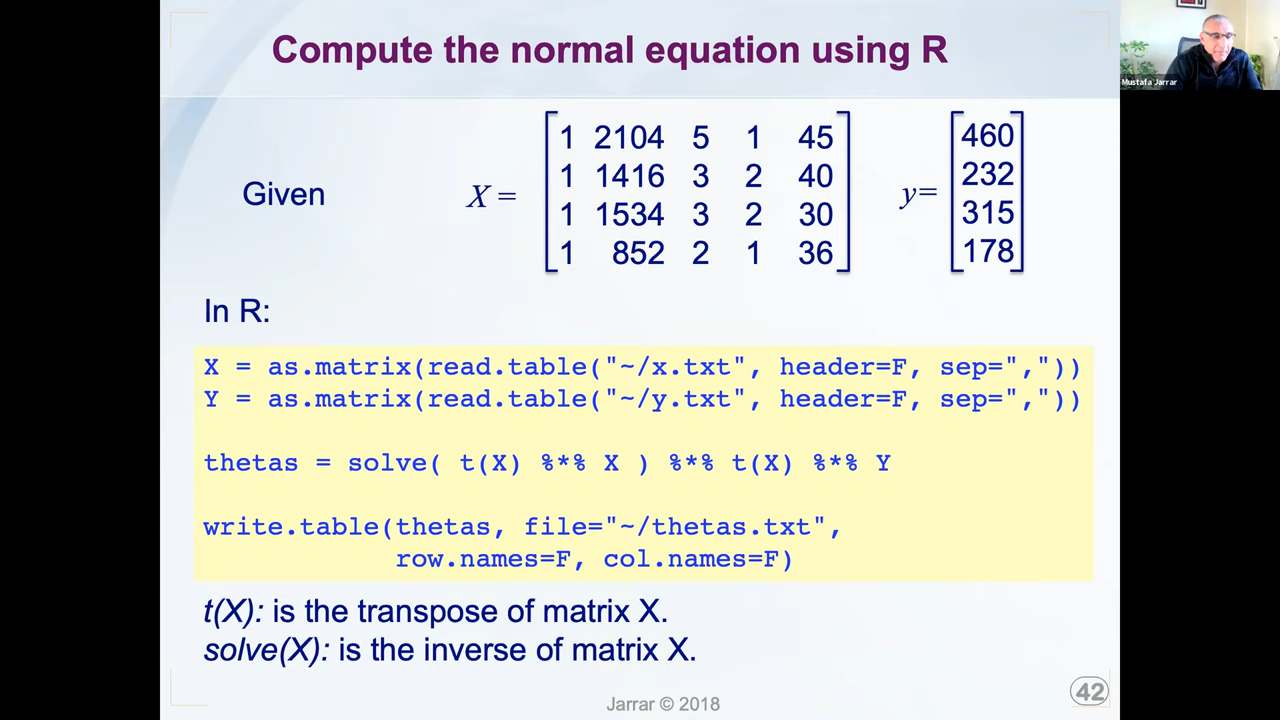 Compute the normal equation using R
Mustafa Jarrar
Given
X =
1 2104 5 1 45
1 1416 3 2 40
1 1534 3 2 30
1 852 2 1 36
y=
460
232
315
178
In R:
X = as.matrix(read.table("~/x.txt", header=F, sep=","))
Y = as.matrix(read.table("~/y.txt", header=F, sep=","))
thetas = solve( t(X) %*% X ) %*% t(X) %*% Y
write.table(thetas, file="~/thetas.txt",
row.names=F, col.names=F)
t(X): is the transpose of matrix X.
solve(X): is the inverse of matrix X.
Jarrar © 2018
42